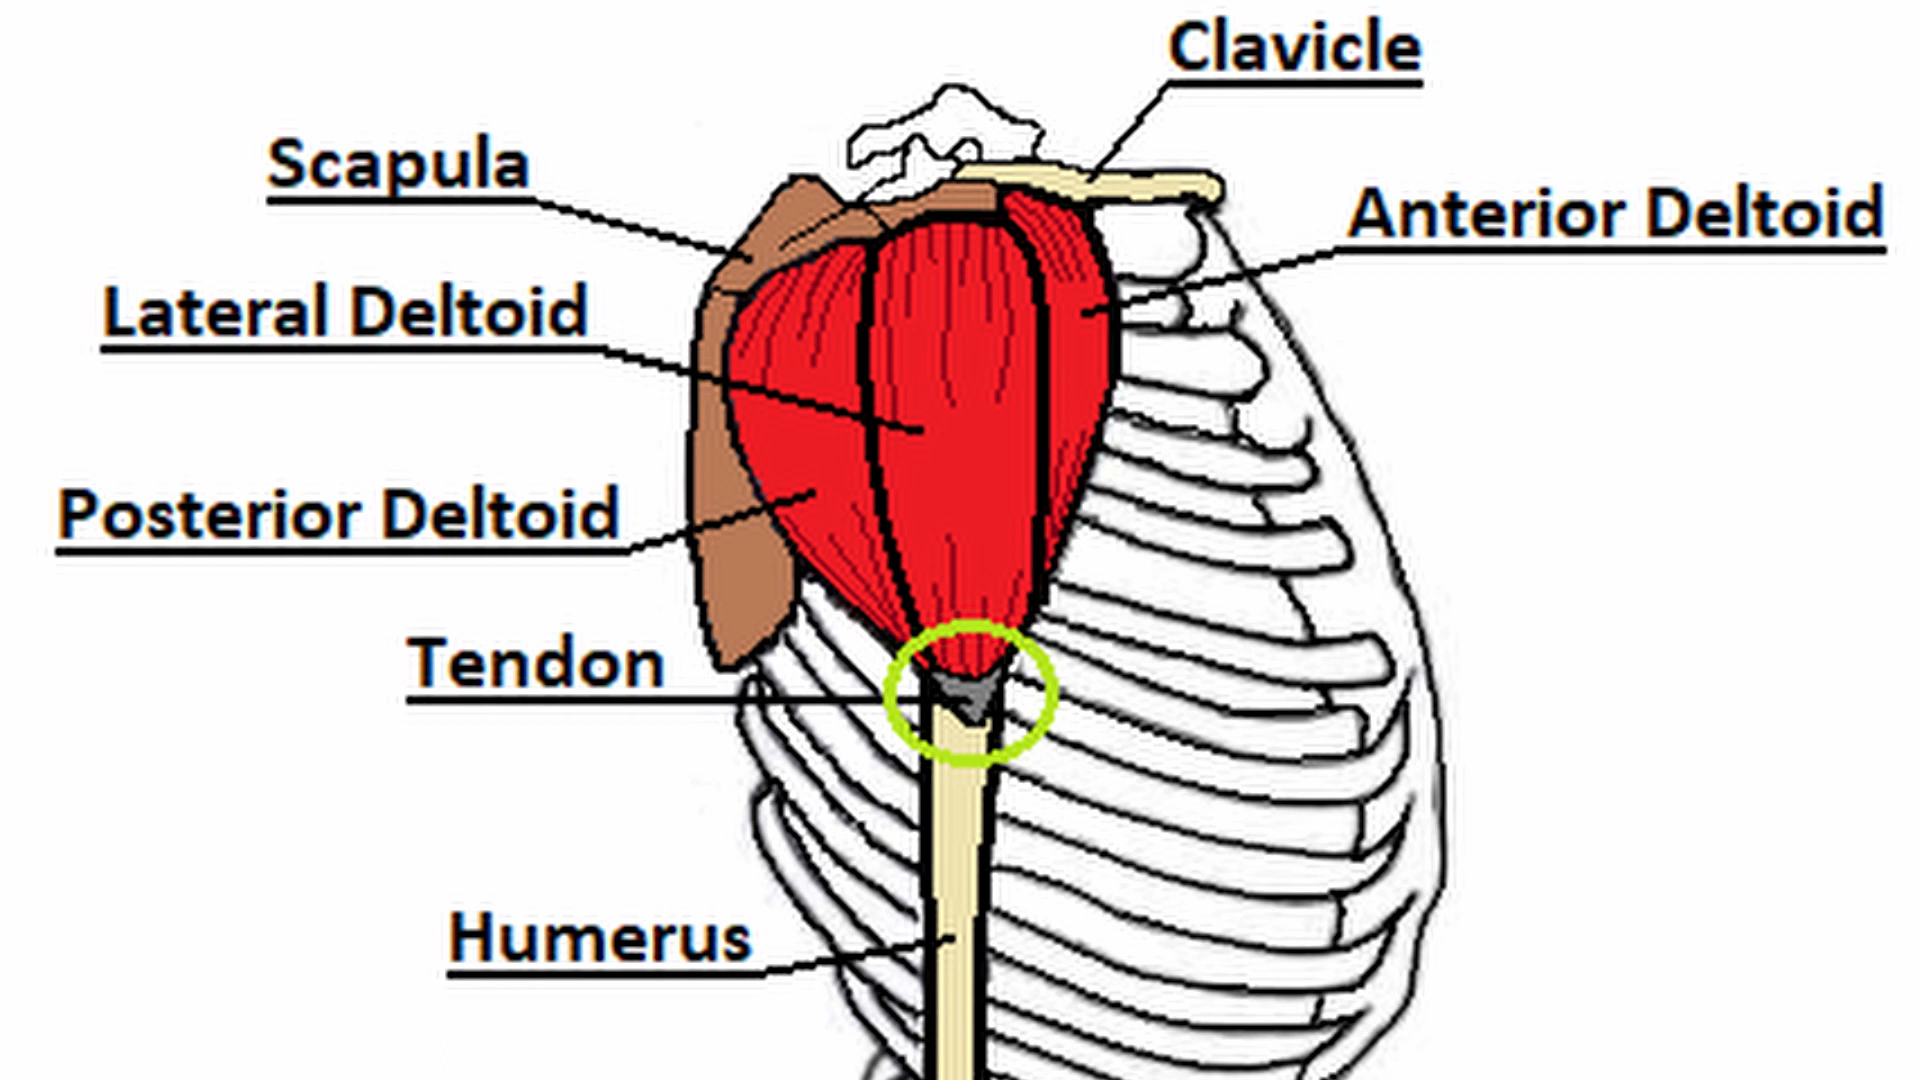 Clavicle
Scapula
Anterior Deltoid
Lateral Deltoid
Posterior Deltoid
Tendon
Humerus